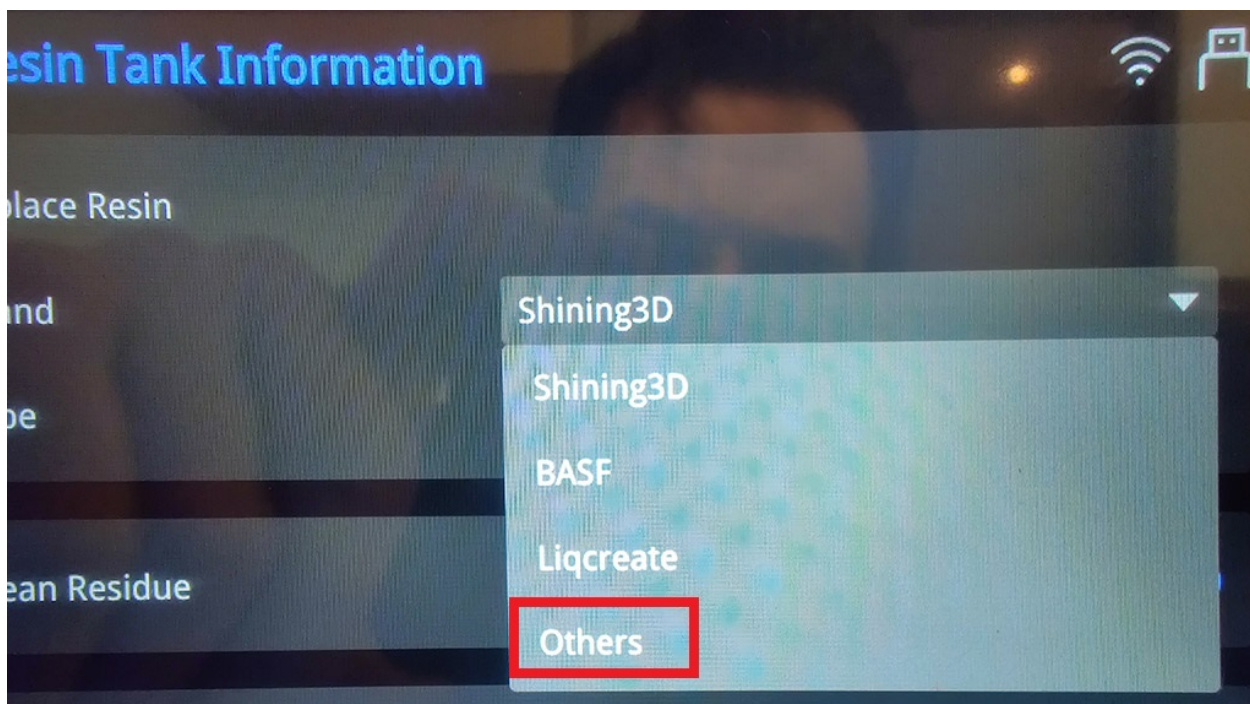 esin Tank Information
place Resin
and
Shining3D
Shining3D
pe
BASF
Liqcreate
ean Residue
Others